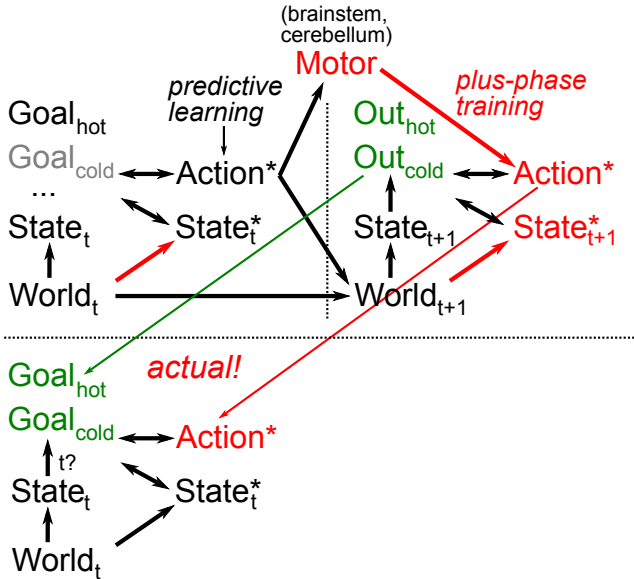 (brainstem,
cerebellum)
Motor
predictive
learning
plus-phase
training
Goal_hot
Out_hot
Goal_cold
Action*
Out_cold
Action*
...
State_t
State*_t
State_t+1
State*_t+1
World_t
World_t+1
Goal_hot
actual!
Goal_cold
Action*
t?
State_t
State*_t
World_t